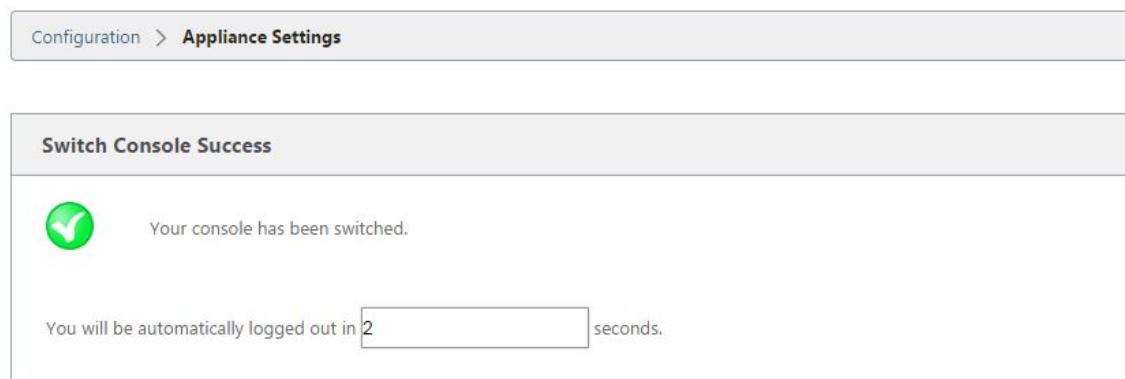 Configuration > Appliance Settings
Switch Console Success
Your console has been switched.
You will be automatically logged out in 2 seconds.